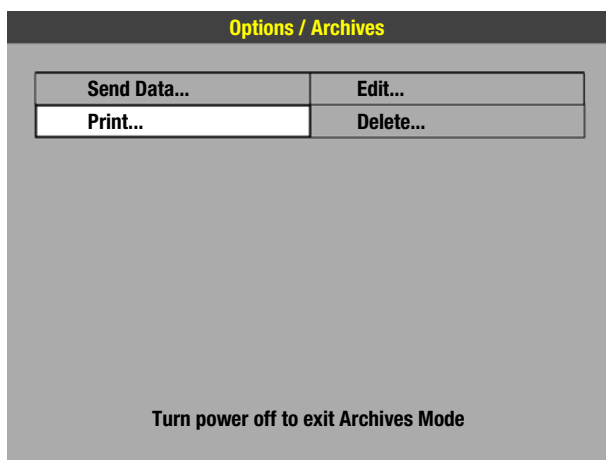 Options / Archives
Send Data... Edit...
Print... Delete...
Turn power off to exit Archives Mode